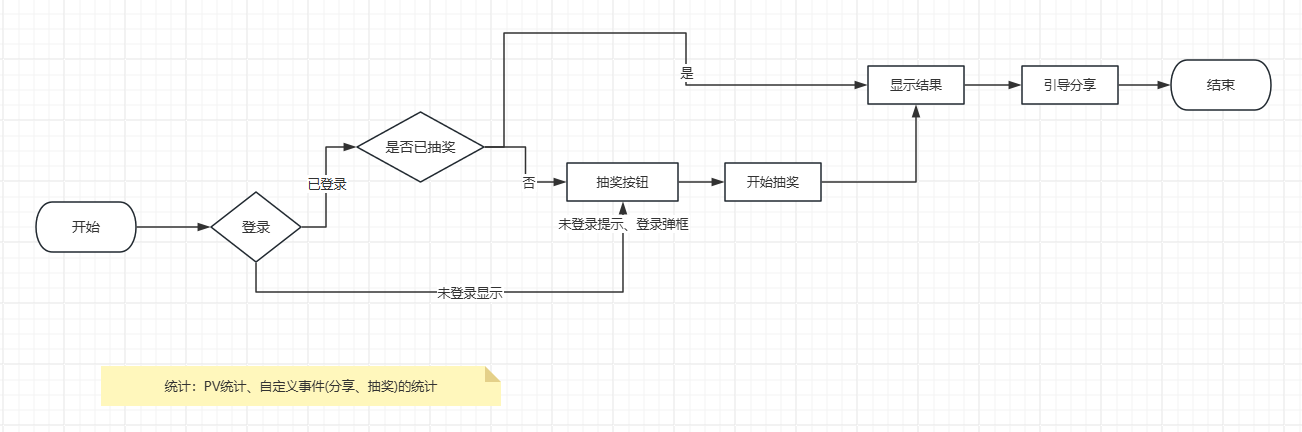 是
显示结果
引导分享
结束
是否已抽奖
已登录
否
抽奖按钮
开始抽奖
开始
登录
未登录提示、登录弹框
未登录显示
统计：PV统计、自定义事件(分享、抽奖)的统计